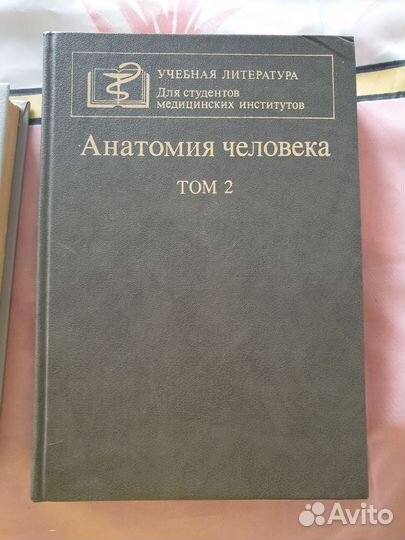 УЧЕБНАЯ ЛИТЕРАТУРА
Для студентов
медицинских институтов
Анатомия человека
ТОМ 2
Avito